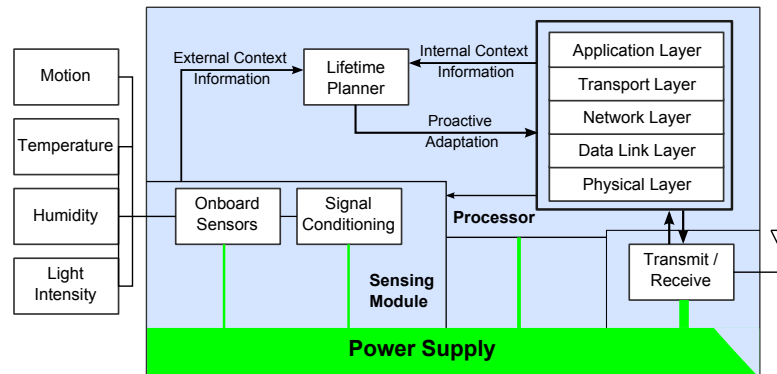 Motion
Temperature
Humidity
Light
Intensity
External Context
Information
Lifetime
Planner
Internal Context
Information
Proactive
Adaptation
Application Layer
Transport Layer
Network Layer
Data Link Layer
Physical Layer
Onboard
Sensors
Signal
Conditioning
Processor
Sensing
Module
Transmit /
Receive
Power Supply